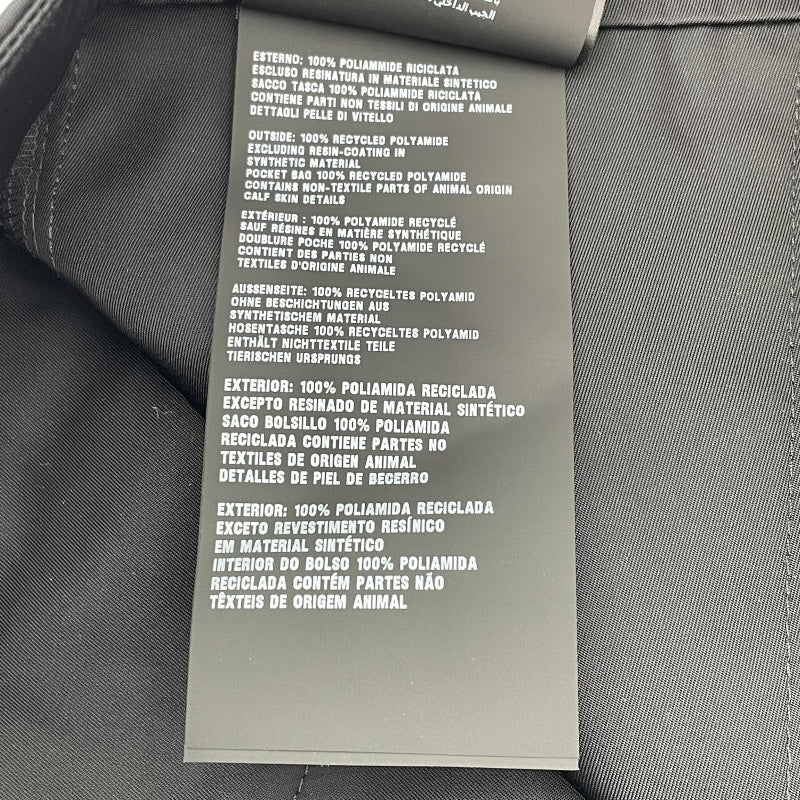 الجيب الداخلي
ESTERNO: 100% POLIAMMIDE RICICLATA
ESCLUSO RESINATURA IN MATERIALE SINTETICO
SACCO TASCA 100% POLIAMMIDE RICICLATA
CONTIENE PARTI NON TESSILI DI ORIGINE ANIMALE
DETTAGLI PELLE DI VITELLO
OUTSIDE: 100% RECYCLED POLYAMIDE
EXCLUDING RESIN-COATING IN
SYNTHETIC MATERIAL
POCKET BAG 100% RECYCLED POLYAMIDE
CONTAINS NON-TEXTILE PARTS OF ANIMAL ORIGIN
CALF SKIN DETAILS
EXTÉRIEUR : 100% POLYAMIDE RECYCLÉ
SAUF RÉSINES EN MATIÈRE SYNTHÉTIQUE
DOUBLURE POCHE 100% POLYAMIDE RECYCLÉ
CONTIENT DES PARTIES NON
TEXTILES D'ORIGINE ANIMALE
AUSSENSEITE: 100% RECYCELTES POLYAMID
OHNE BESCHICHTUNGEN AUS
SYNTHETISCHEM MATERIAL
HOSENTASCHE 100% RECYCELTES POLYAMID
ENTHÄLT NICHTTEXTILE TEILE
TIERISCHEN URSPRUNGS
EXTERIOR: 100% POLIAMIDA RECICLADA
EXCEPTO RESINADO DE MATERIAL SINTÉTICO
SACO BOLSILLO 100% POLIAMIDA
RECICLADA CONTIENE PARTES NO
TEXTILES DE ORIGEN ANIMAL
DETALLES DE PIEL DE BECERRO
EXTERIOR: 100% POLIAMIDA RECICLADA
EXCETO REVESTIMENTO RESÍNICO
EM MATERIAL SINTÉTICO
INTERIOR DO BOLSO 100% POLIAMIDA
RECICLADA CONTÉM PARTES NÃO
TÊXTEIS DE ORIGEM ANIMAL